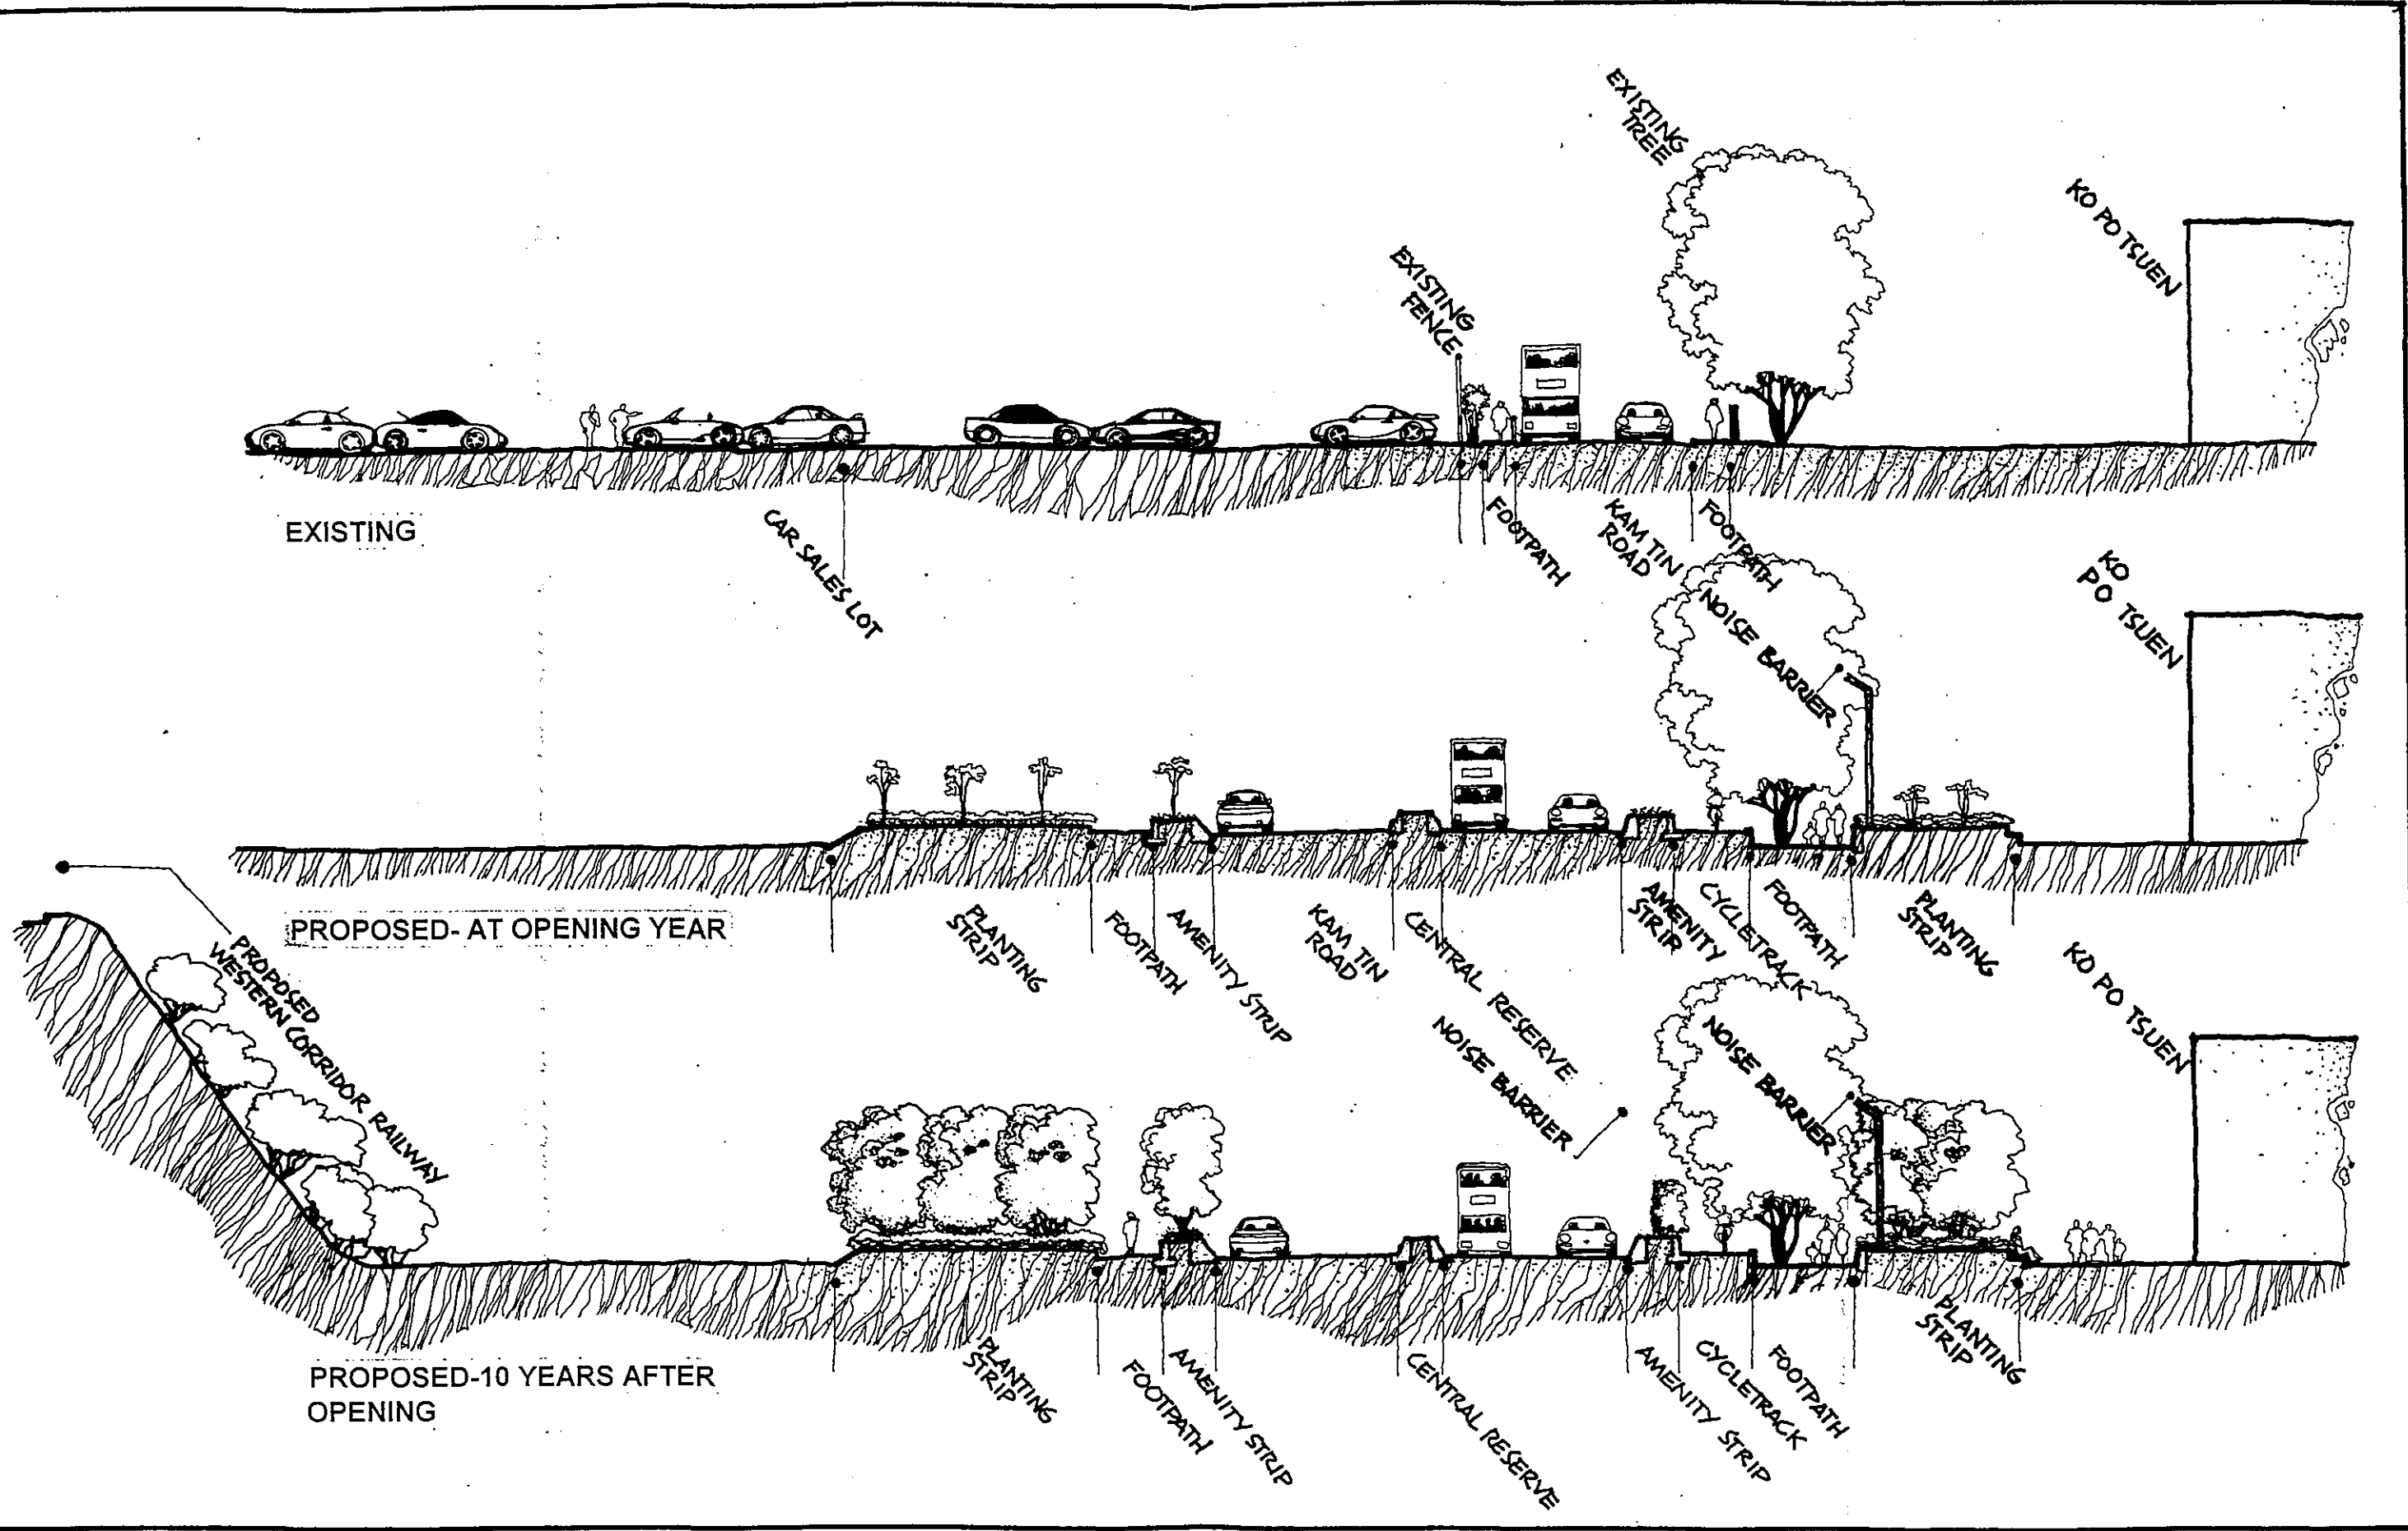 EXISTING
TREE
KO PO TSUEN
EXISTING
FENCE
EXISTING
CAR SALES LOT
FOOTPATH
KAM TIN
ROAD
FOOTPATH
NOISE BARRIER
KO
PO TSUEN
PROPOSED- AT OPENING YEAR
PROPOSED
WESTERN CORRIDOR RAILWAY
PLANTING
STRIP
FOOTPATH
AMENITY STRIP
KAM TIN
ROAD
CENTRAL RESERVE
AMENITY
STRIP
CYCLETRACK
FOOTPATH
PLANTING
STRIP
KO PO TSUEN
NOISE BARRIER
NOISE BARRIER
PROPOSED-10 YEARS AFTER
OPENING
PLANTING
STRIP
FOOTPATH
AMENITY STRIP
CENTRAL RESERVE
AMENITY STRIP
CYCLETRACK
FOOTPATH
PLANTING
STRIP